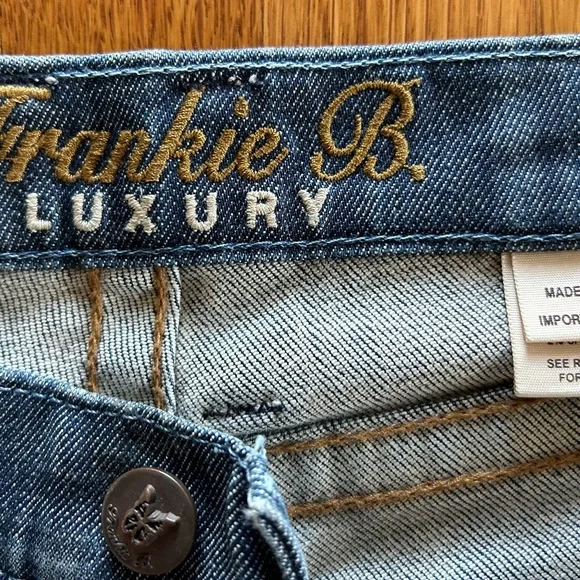 Frankie B.
LUXURY
MADE
IMPOR
SEE R
FOR